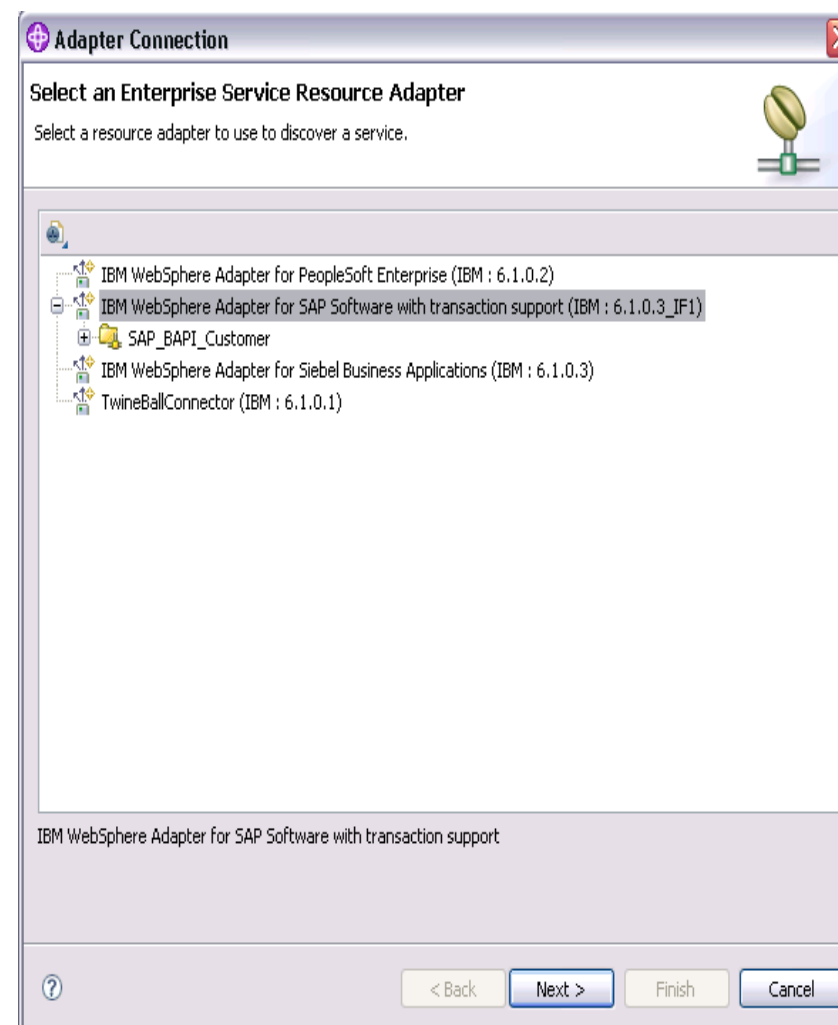 Adapter Connection
Select an Enterprise Service Resource Adapter
Select a resource adapter to use to discover a service.
IBM WebSphere Adapter for PeopleSoft Enterprise (IBM : 6.1.0.2)
IBM WebSphere Adapter for SAP Software with transaction support (IBM : 6.1.0.3_IF1)
SAP_BAPI_Customer
IBM WebSphere Adapter for Siebel Business Applications (IBM : 6.1.0.3)
TwineBallConnector (IBM : 6.1.0.1)
IBM WebSphere Adapter for SAP Software with transaction support
? < Back Next > Finish Cancel